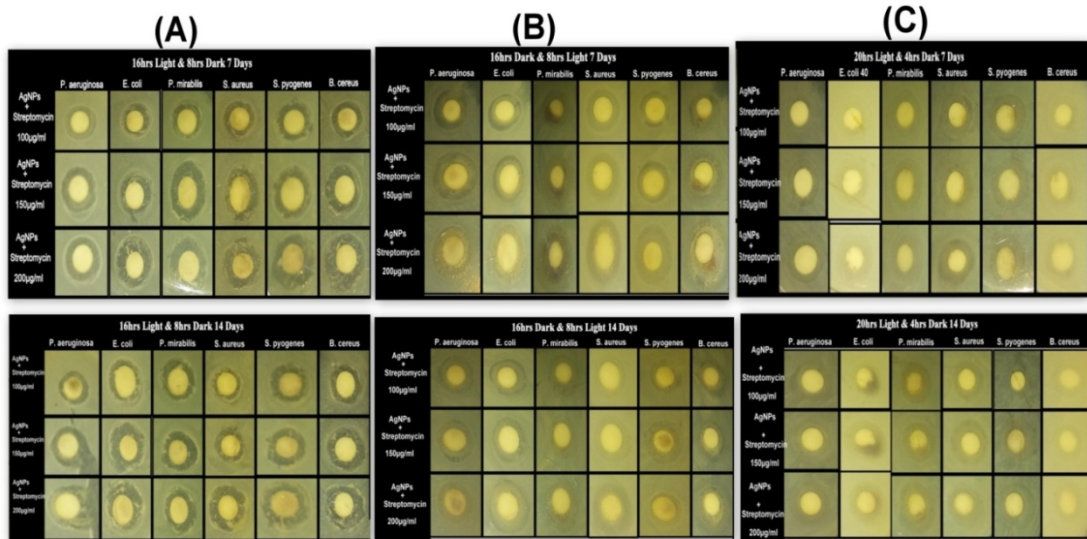 (A)
16hrs Light & 8hrs Dark 7 Days
P. aeruginosa E. coli P. mirabilis S. aureus S. pyogenes B. cereus
AgNPs
+
Streptomycin
100µg/ml
AgNPs
+
Streptomycin
150µg/ml
AgNPs
+
Streptomycin
200µg/ml
(B)
16hrs Dark & 8hrs Light 7 Days
P. aeruginosa E. coli P. mirabilis S. aureus S. pyogenes B. cereus
AgNPs
+
Streptomycin
100µg/ml
AgNPs
+
Streptomycin
150µg/ml
AgNPs
+
Streptomycin
200µg/ml
(C)
20hrs Light & 4hrs Dark 7 Days
P. aeruginosa E. coli 40 P. mirabilis S. aureus S. pyogenes B. cereus
AgNPs
+
Streptomycin
100µg/ml
AgNPs
+
Streptomycin
150µg/ml
AgNPs
+
Streptomycin
200µg/ml
16hrs Light & 8hrs Dark 14 Days
P. aeruginosa E. coli P. mirabilis S. aureus S. pyogenes B. cereus
AgNPs
+
Streptomycin
100µg/ml
AgNPs
+
Streptomycin
150µg/ml
AgNPs
+
Streptomycin
200µg/ml
16hrs Dark & 8hrs Light 14 Days
P. aeruginosa E. coli P. mirabilis S. aureus S. pyogenes B. cereus
AgNPs
+
Streptomycin
100µg/ml
AgNPs
+
Streptomycin
150µg/ml
AgNPs
+
Streptomycin
200µg/ml
20hrs Light & 4hrs Dark 14 Days
P. aeruginosa E. coli P. mirabilis S. aureus S. pyogenes B. cereus
AgNPs
+
Streptomycin
100µg/ml
AgNPs
+
Streptomycin
150µg/ml
AgNPs
+
Streptomycin
200µg/ml